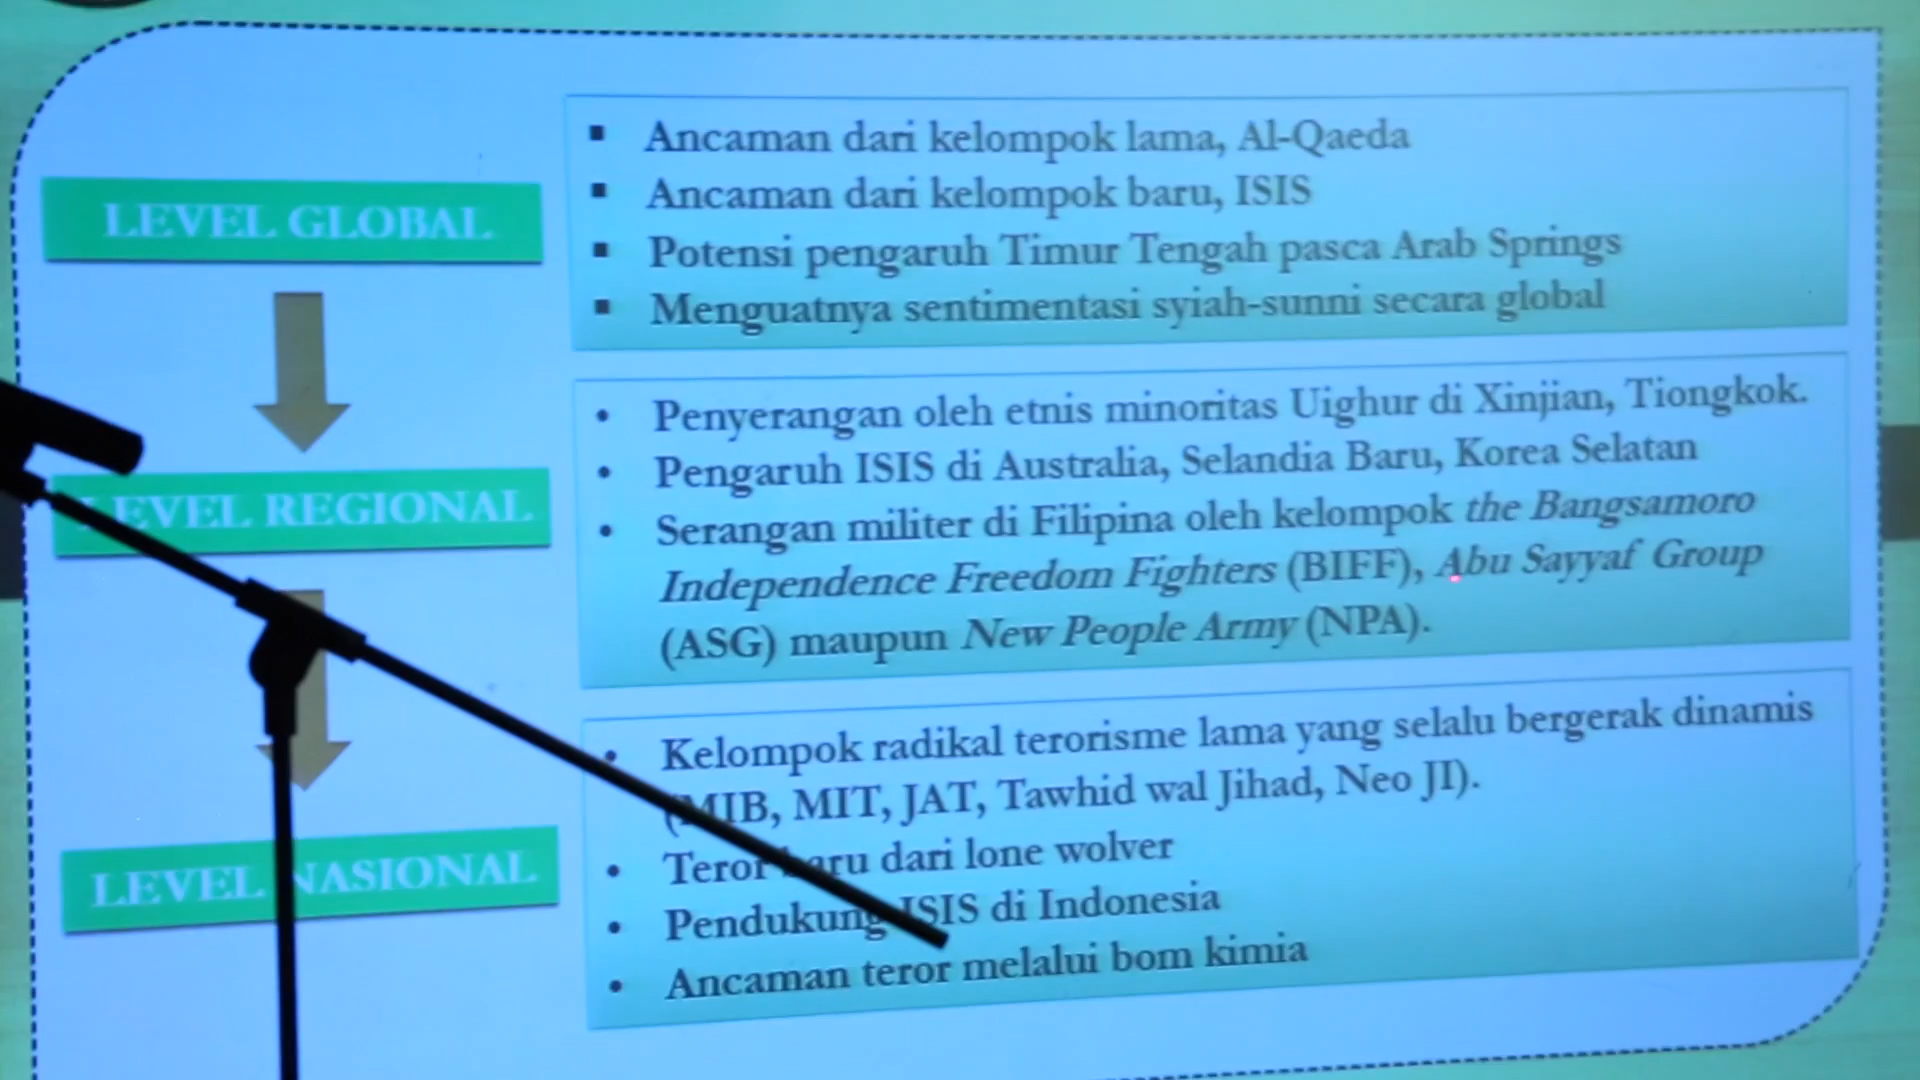 LEVEL GLOBAL
Ancaman dari kelompok lama, Al-Qaeda
Ancaman dari kelompok baru, ISIS
Potensi pengaruh Timur Tengah pasca Arab Springs
Menguatnya sentimentasi syiah-sunni secara global
LEVEL REGIONAL
Penyerangan oleh etnis minoritas Uighur di Xinjian, Tiongkok.
Pengaruh ISIS di Australia, Selandia Baru, Korea Selatan
Serangan militer di Filipina oleh kelompok the Bangsamoro
Independence Freedom Fighters (BIFF), Abu Sayyaf Group
(ASG) maupun New People Army (NPA).
LEVEL NASIONAL
Kelompok radikal terorisme lama yang selalu bergerak dinamis
(MIB, MIT, JAT, Tawhid wal Jihad, Neo JI).
Teror baru dari lone wolver
Pendukung ISIS di Indonesia
Ancaman teror melalui bom kimia